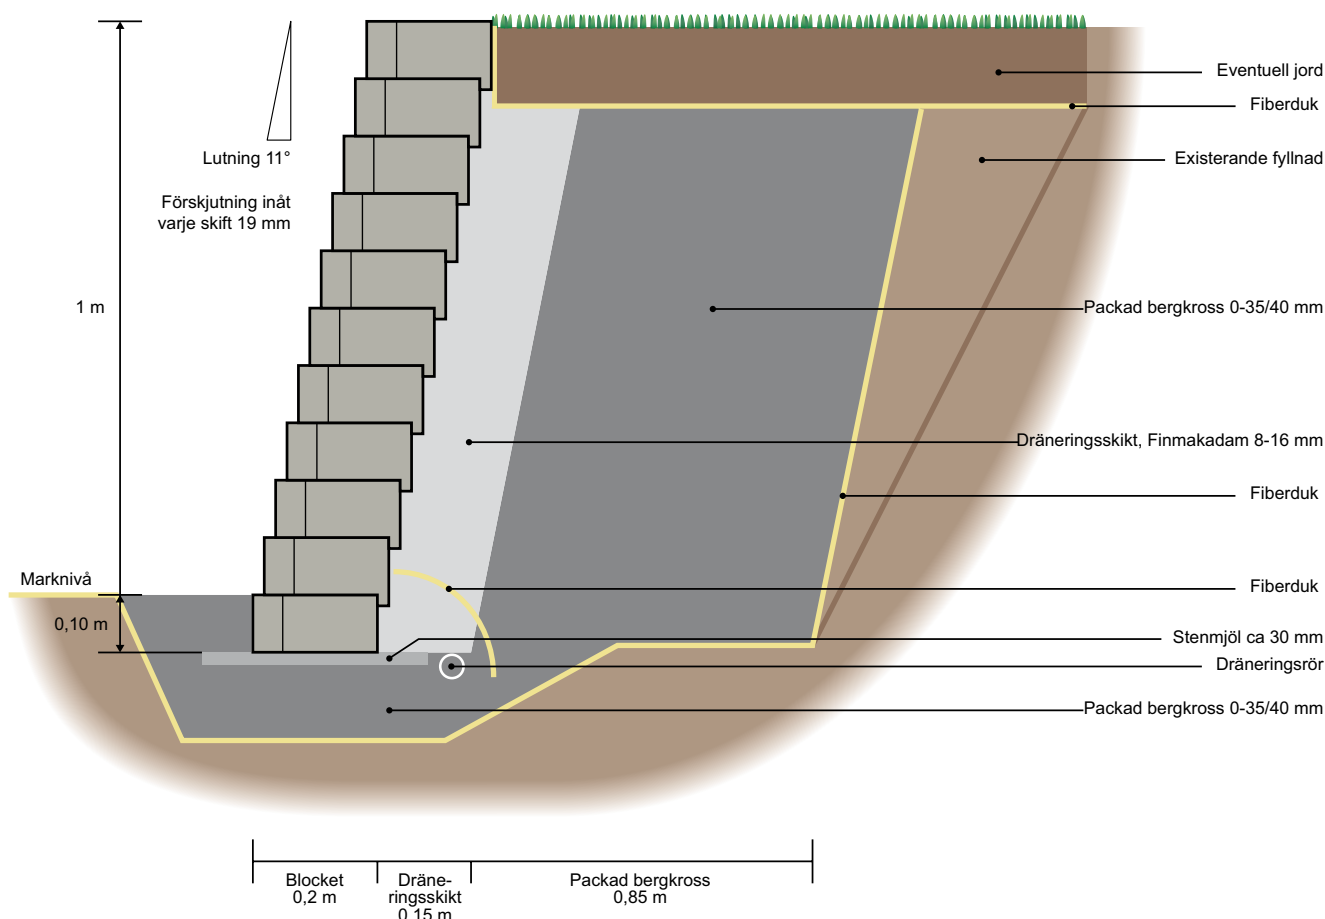 Eventuell jord
Fiberduk
Existerande fyllnad
Lutning 11°
Förskjutning inåt
varje skift 19 mm
1 m
Packad bergkross 0-35/40 mm
Dräneringsskikt, Finmakadam 8-16 mm
Fiberduk
Marknivå
Fiberduk
0,10 m
Stenmjöl ca 30 mm
Dräneringsrör
Packad bergkross 0-35/40 mm
Blocket
0,2 m
Dräne-
ringsskikt
0,15 m
Packad bergkross
0,85 m